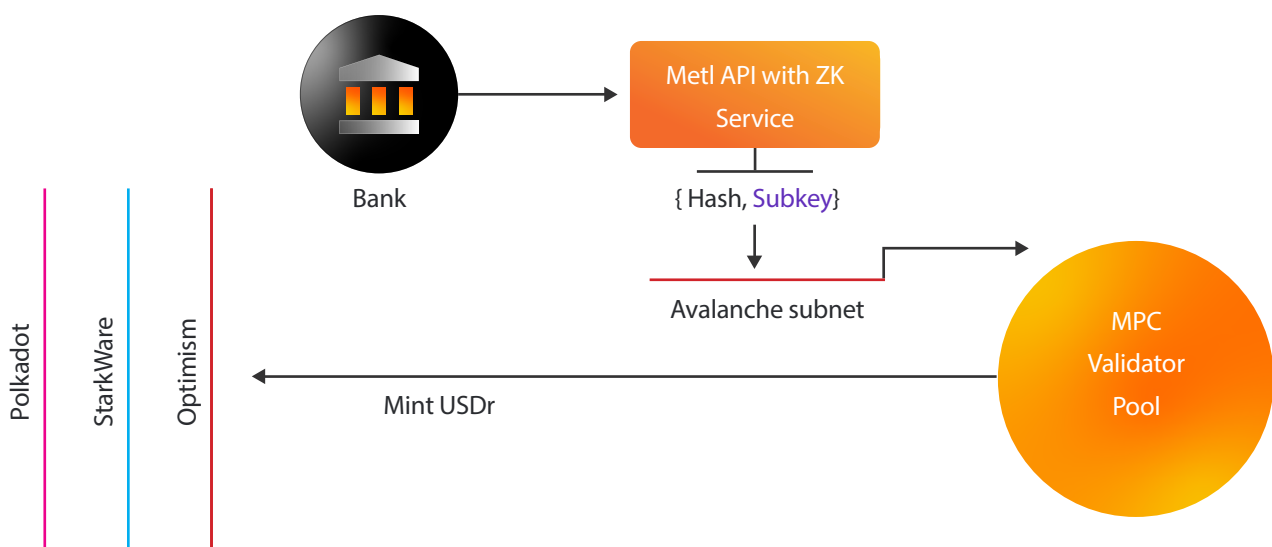 Metl API with ZK
Service
Bank
{ Hash, Subkey}
Avalanche subnet
MPC
Validator
Pool
Mint USDr
Polkadot
StarkWare
Optimism